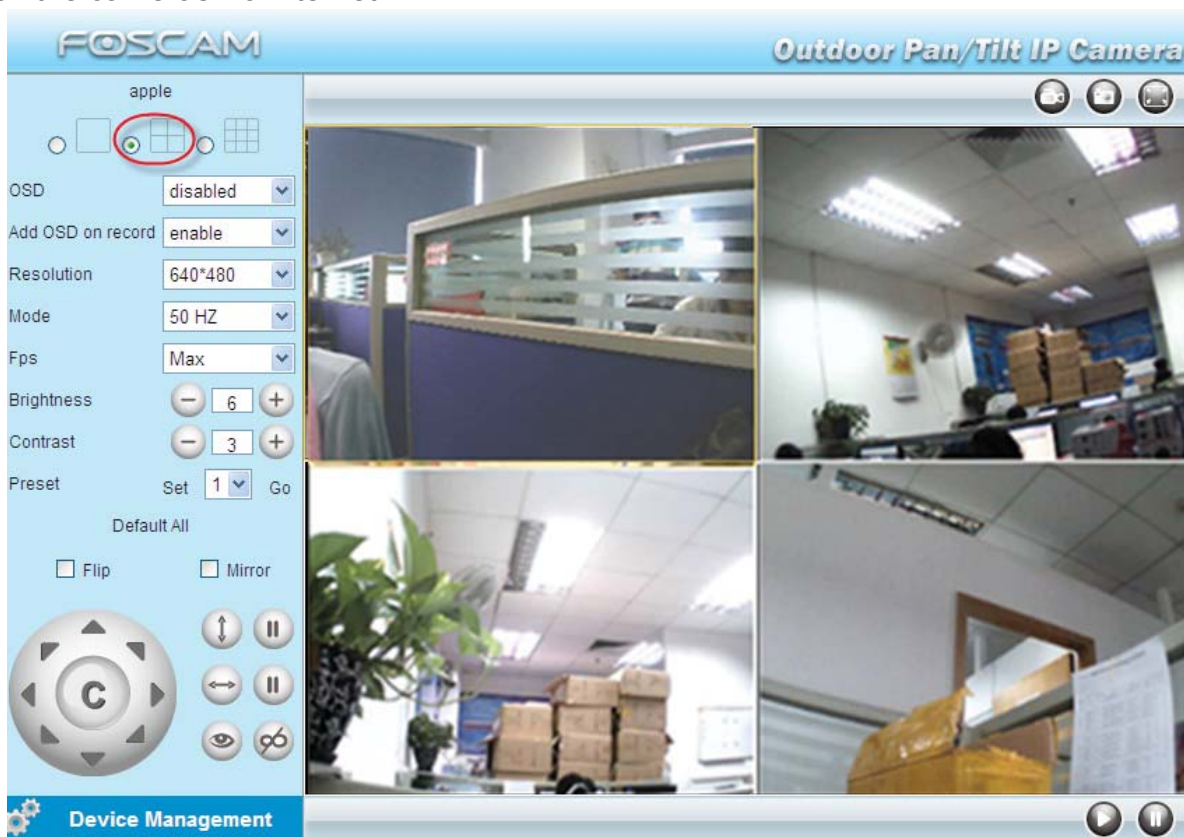 FOSCAM
Outdoor Pan/Tilt IP Camera
apple
OSD disabled
Add OSD on record enable
Resolution 640*480
Mode 50 HZ
Fps Max
Brightness 6
Contrast 3
Preset Set 1 Go
Default All
Flip Mirror
C
Device Management